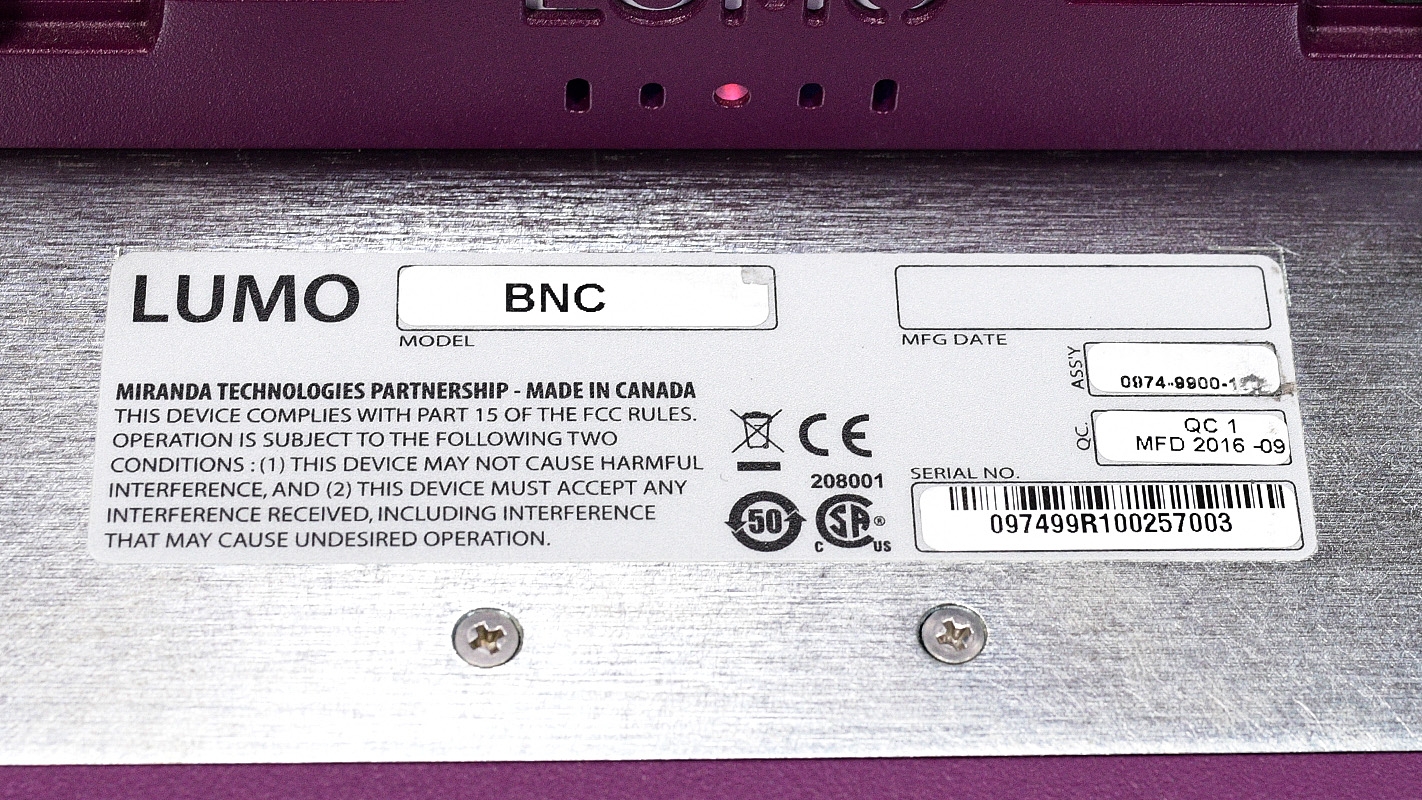 LUMO
LUMO
BNC
MODEL
MFG DATE
MIRANDA TECHNOLOGIES PARTNERSHIP - MADE IN CANADA
THIS DEVICE COMPLIES WITH PART 15 OF THE FCC RULES.
OPERATION IS SUBJECT TO THE FOLLOWING TWO
CONDITIONS : (1) THIS DEVICE MAY NOT CAUSE HARMFUL
INTERFERENCE, AND (2) THIS DEVICE MUST ACCEPT ANY
INTERFERENCE RECEIVED, INCLUDING INTERFERENCE
THAT MAY CAUSE UNDESIRED OPERATION.
CE
208001
50
C SA ® US
ASS'Y
QC.
QC 1
MFD 2016 -09
SERIAL NO.
097499R100257003